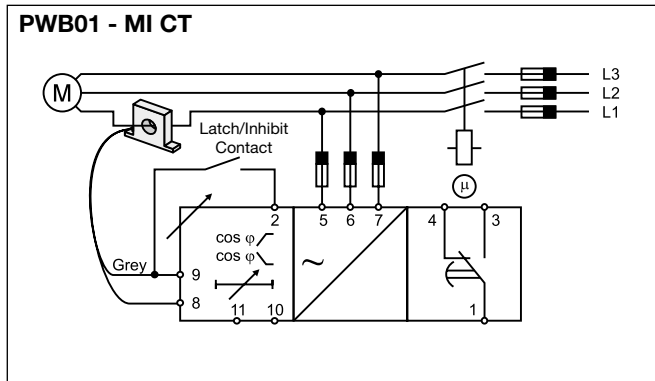 PWB01 - MI CT
L3
M
L2
L1
Latch/Inhibit
Contact
μ
2
5
6
7
4
3
cos φ
cos φ
~
Grey
9
8
11
10
1